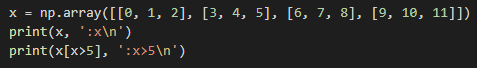 x = np.array([[0, 1, 2], [3, 4, 5], [6, 7, 8], [9, 10, 11]])
print(x, ':x\n')
print(x[x>5], ':x>5\n')